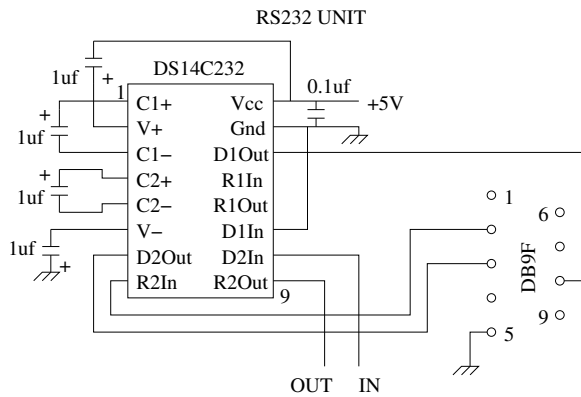 RS232 UNIT
DS14C232
1uf
+
1
0.1uf
+5V
C1+ Vcc
+
V+ Gnd
1uf
C1− D1Out
+
C2+ R1In
1uf
C2− R1Out
V− D1In
1uf
+
D2Out D2In
R2In R2Out
9
1
6
DB9F
9
5
OUT IN